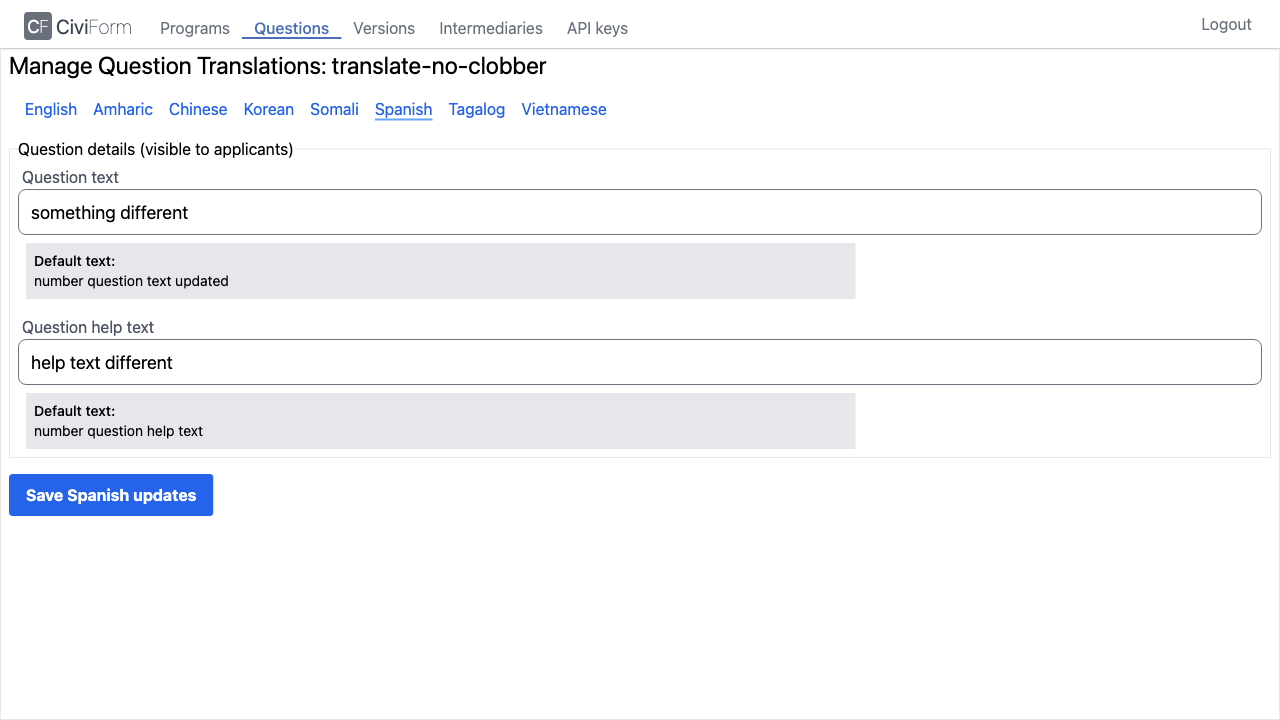 CF CiviForm Programs Questions Versions Intermediaries API keys Logout
Manage Question Translations: translate-no-clobber
English Amharic Chinese Korean Somali Spanish Tagalog Vietnamese
Question details (visible to applicants)
Question text
something different
Default text:
number question text updated
Question help text
help text different
Default text:
number question help text
Save Spanish updates